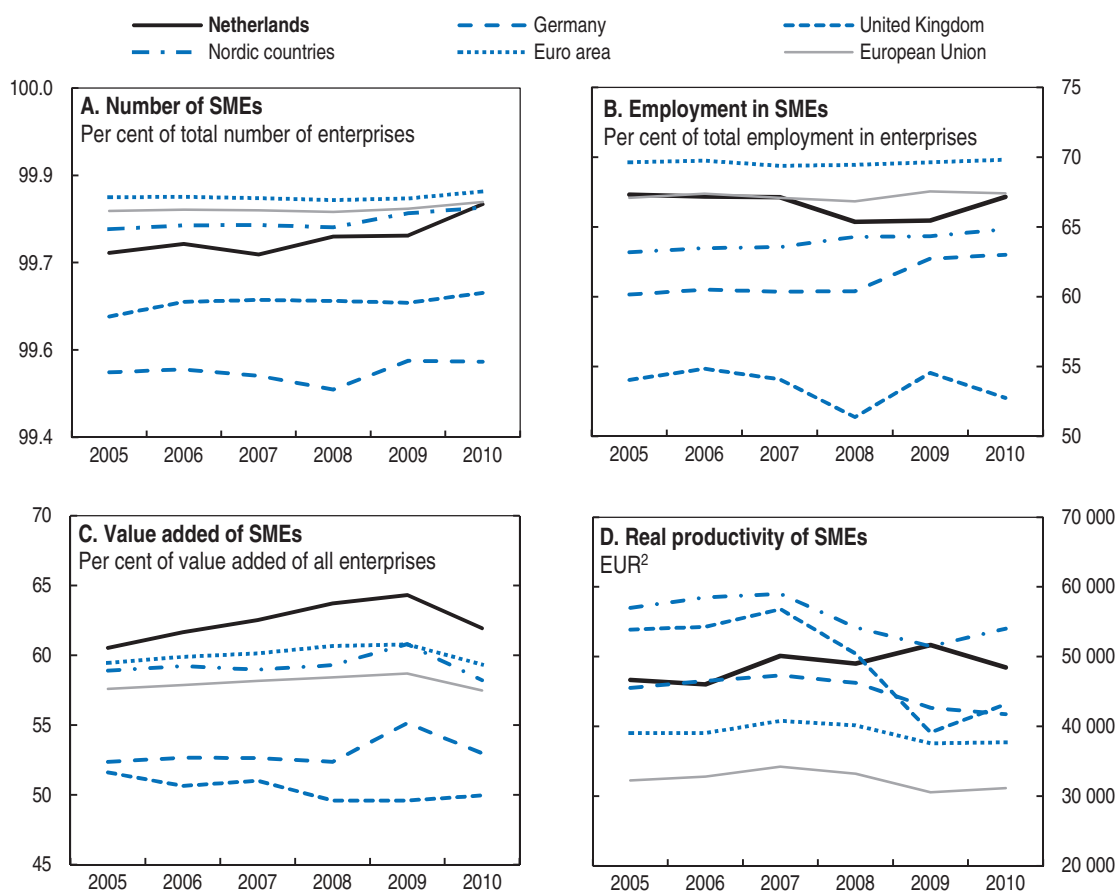 Netherlands Germany United Kingdom
Nordic countries Euro area European Union
A. Number of SMEs
Per cent of total number of enterprises
100.0
99.9
99.7
99.6
99.4
2005 2006 2007 2008 2009 2010
B. Employment in SMEs
Per cent of total employment in enterprises
75
70
65
60
55
50
2005 2006 2007 2008 2009 2010
C. Value added of SMEs
Per cent of value added of all enterprises
70
65
60
55
50
45
2005 2006 2007 2008 2009 2010
D. Real productivity of SMEs
EUR²
70 000
60 000
50 000
40 000
30 000
20 000
2005 2006 2007 2008 2009 2010